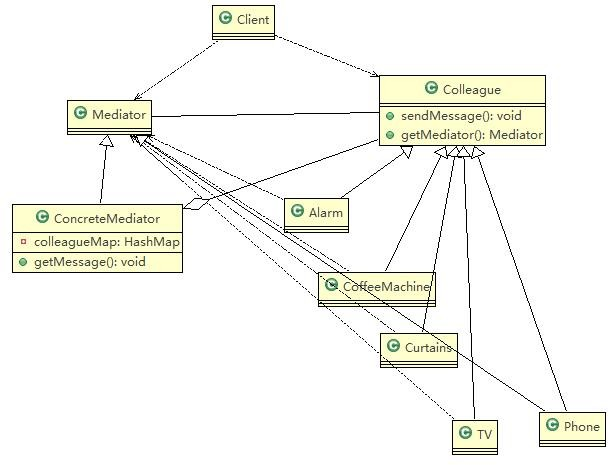 C Client
C Colleague
sendMessage(): void
getMediator(): Mediator
C Mediator
C Alarm
C ConcreteMediator
colleagueMap: HashMap
getMessage(): void
C CoffeeMachine
C Curtains
C TV
C Phone